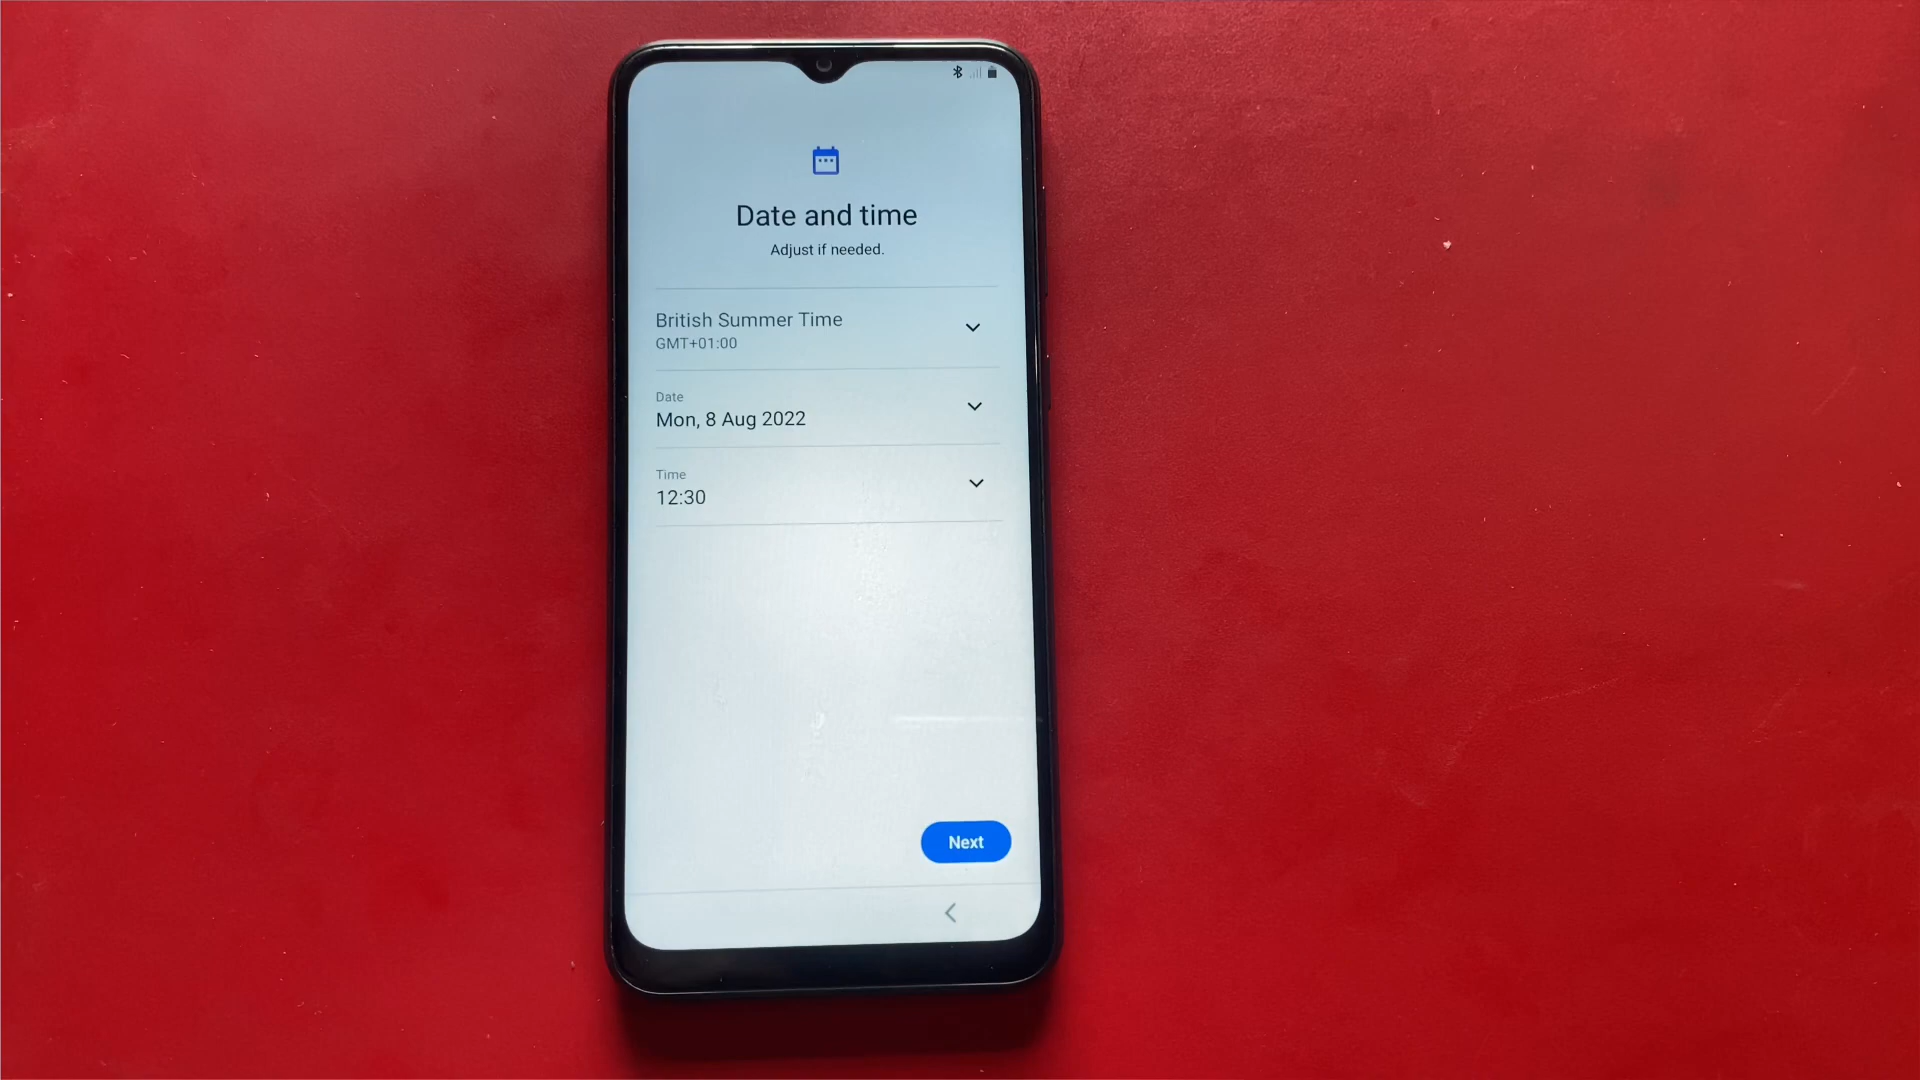 Date and time
Adjust if needed.
British Summer Time
GMT+01:00
Date
Mon, 8 Aug 2022
Time
12:30
Next